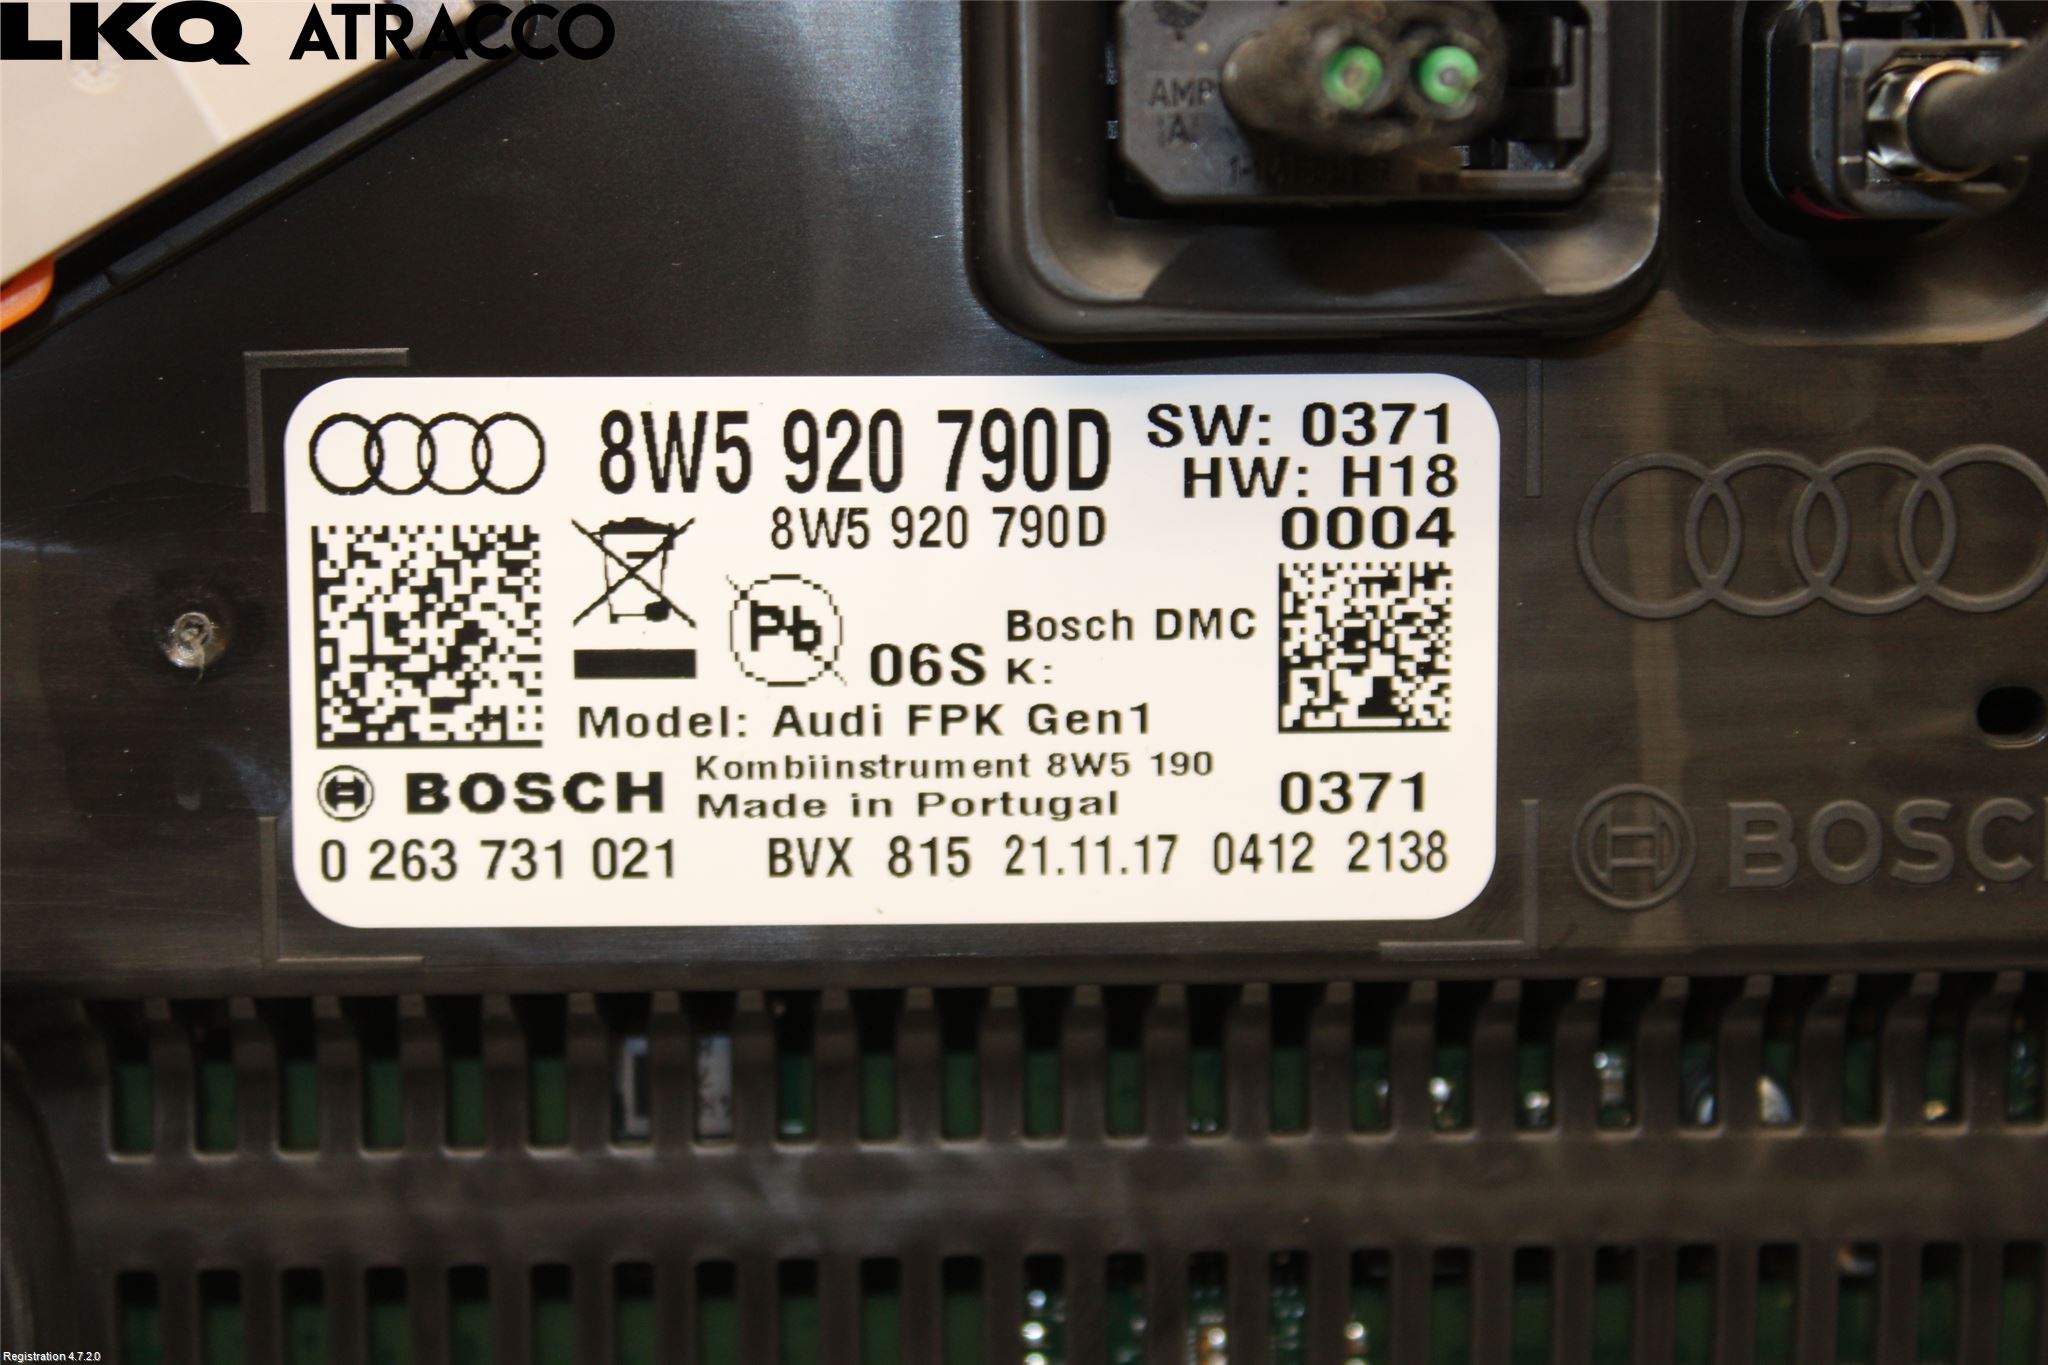 LKQ ATRACCO
AMP
8W5 920 790D
SW: 0371
HW: H18
8W5 920 790D
0004
Pb
06S
Bosch DMC
K:
Model: Audi FPK Gen1
BOSCH
Kombiinstrument 8W5 190
Made in Portugal
0371
0 263 731 021 BVX 815 21.11.17 0412 2138
BOSC
Registration 4.7.2.0